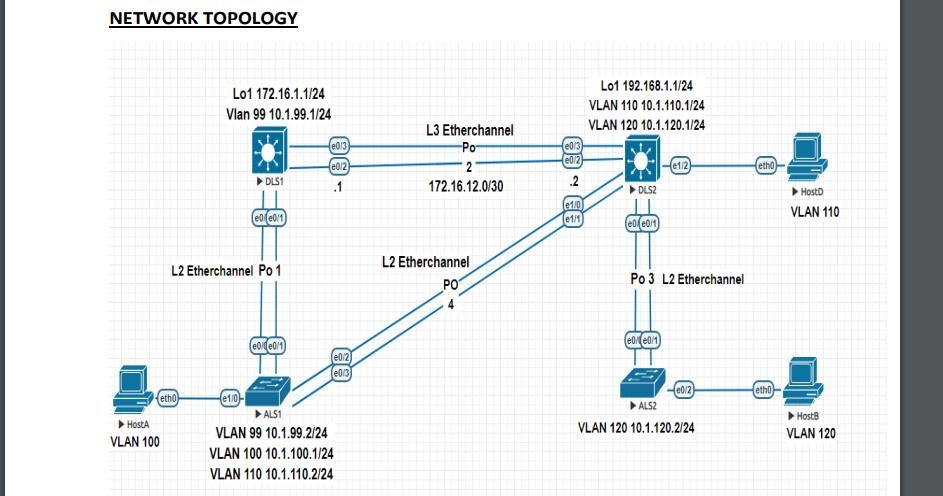 NETWORK TOPOLOGY
Lo1 172.16.1.1/24
Vlan 99 10.1.99.1/24
Lo1 192.168.1.1/24
VLAN 110 10.1.110.1/24
VLAN 120 10.1.120.1/24
L3 Etherchannel
Po
2
172.16.12.0/30
e0/3
e0/2
.1
e0/3
e0/2
.2
DLS1
DLS2
e1/2
eth0
HostD
VLAN 110
e1/0
e1/1
e0/1
e0/1
L2 Etherchannel Po 1
L2 Etherchannel
PO
4
Po 3 L2 Etherchannel
e0/1
e0/2
e0/3
e0/1
eth0
e1/0
HostA
VLAN 100
ALS1
VLAN 99 10.1.99.2/24
VLAN 100 10.1.100.1/24
VLAN 110 10.1.110.2/24
ALS2
VLAN 120 10.1.120.2/24
e0/2
eth0
HostB
VLAN 120